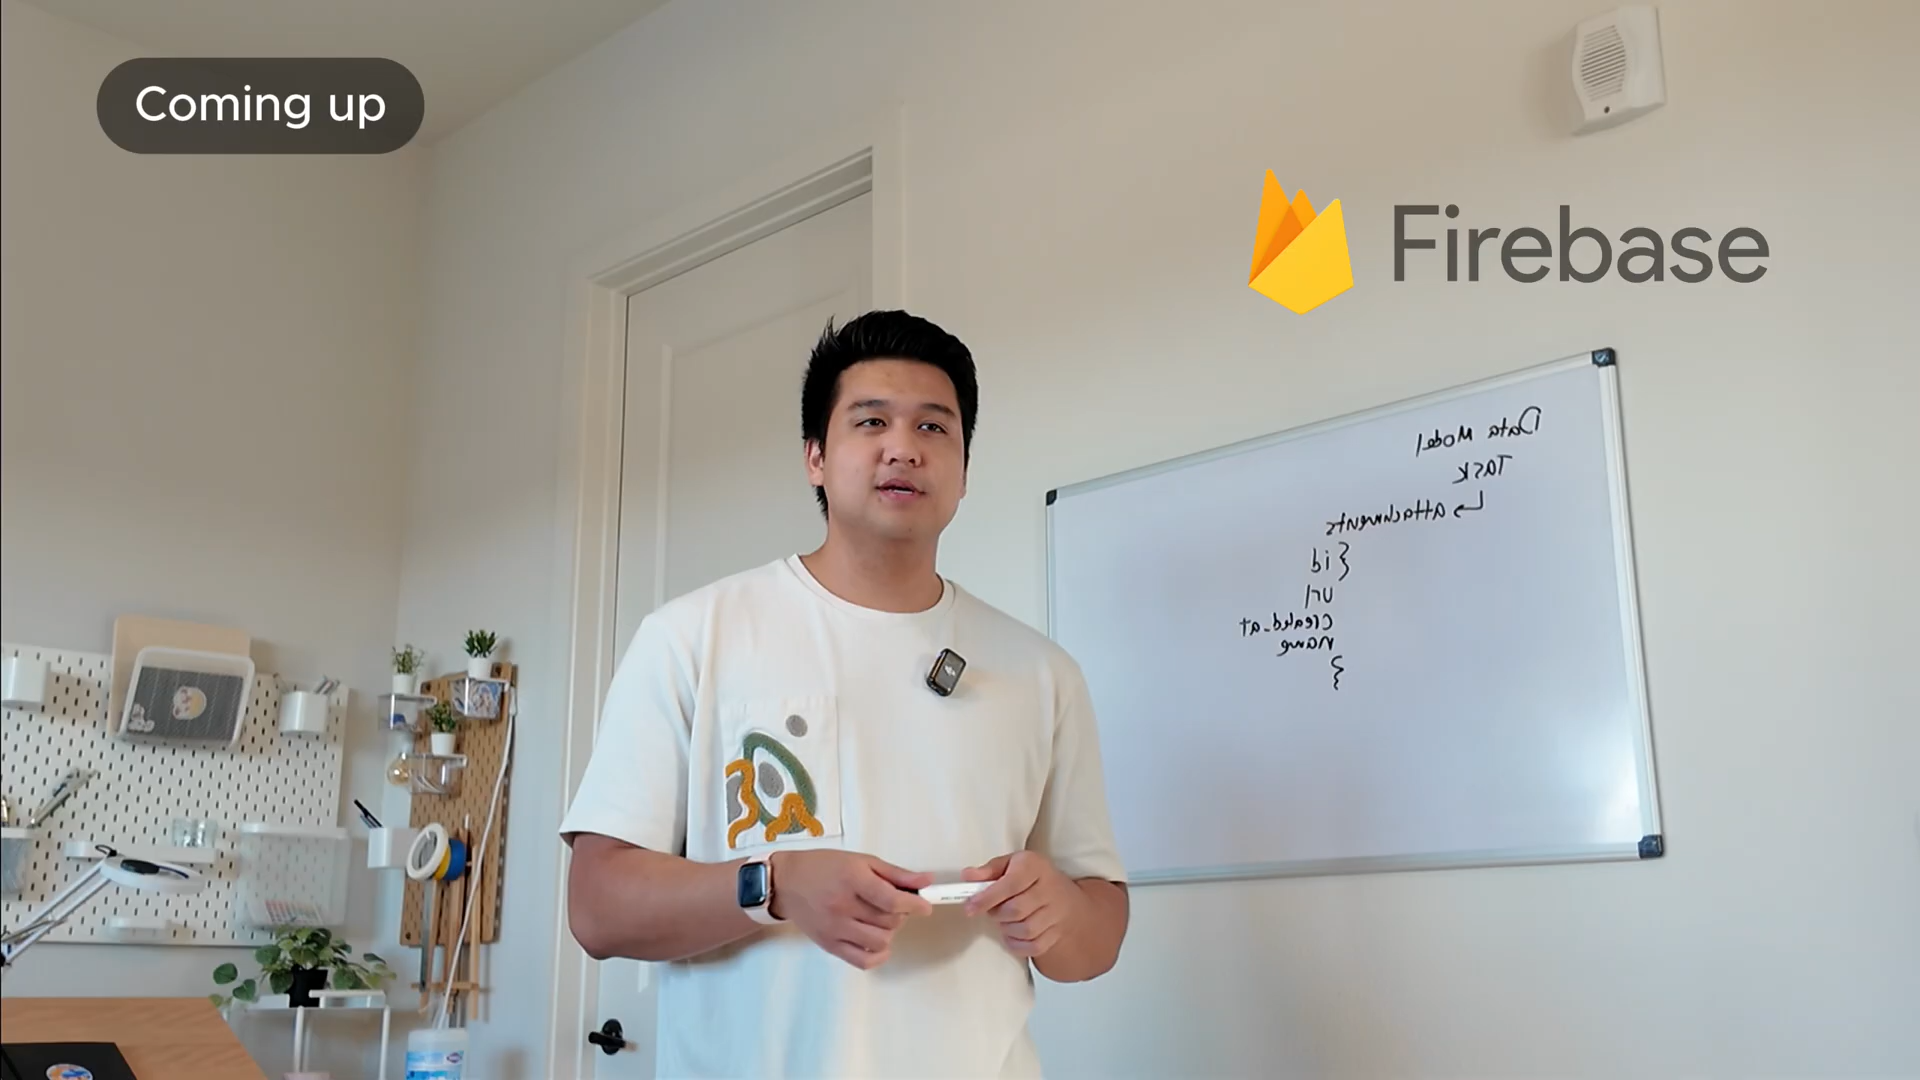 Coming up
Firebase
Data Model
Task
↳ attachments
{ id
url
created_at
name
}